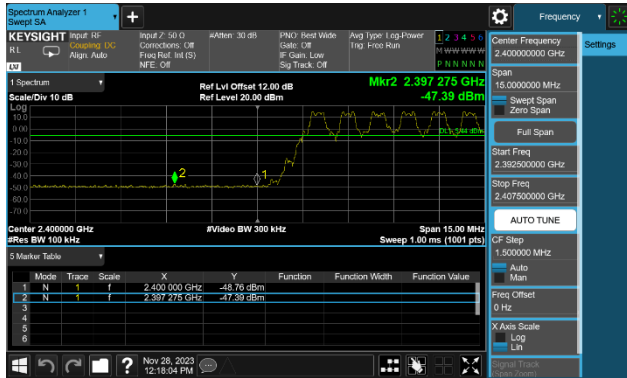 Spectrum Analyzer 1
Swept SA
+
Frequency
KEYSIGHT Input: RF
RL Coupling: DC
Align: Auto
LXI
Input Z: 50 Ω
Corrections: Off
Freq Ref: Int (S)
NFE: Off
#Atten: 30 dB
PNO: Best Wide
Gate: Off
IF Gain: Low
Sig Track: Off
Avg Type: Log-Power
Trig: Free Run
1 2 3 4 5 6
M W W W W W
P N N N N N
1 Spectrum
Scale/Div 10 dB
Ref Lvl Offset 12.00 dB
Ref Level 20.00 dBm
Mkr2 2.397 275 GHz
-47.39 dBm
Log
10.0
0.00
-10.0
-20.0
-30.0
-40.0
-50.0
-60.0
-70.0
2
1
Center 2.400000 GHz
#Res BW 100 kHz
#Video BW 300 kHz
Span 15.00 MHz
Sweep 1.00 ms (1001 pts)
5 Marker Table
Mode Trace Scale X Y Function Function Width Function Value
1 N 1 f 2.400 000 GHz -48.76 dBm
2 N 1 f 2.397 275 GHz -47.39 dBm
3
4
5
6
Nov 28, 2023
12:18:04 PM
Center Frequency
2.400000000 GHz
Settings
Span
15.0000000 MHz
Swept Span
Zero Span
Full Span
Start Freq
2.392500000 GHz
Stop Freq
2.407500000 GHz
AUTO TUNE
CF Step
1.500000 MHz
Auto
Man
Freq Offset
0 Hz
X Axis Scale
Log
Lin
Signal Track
(Span Zoom)